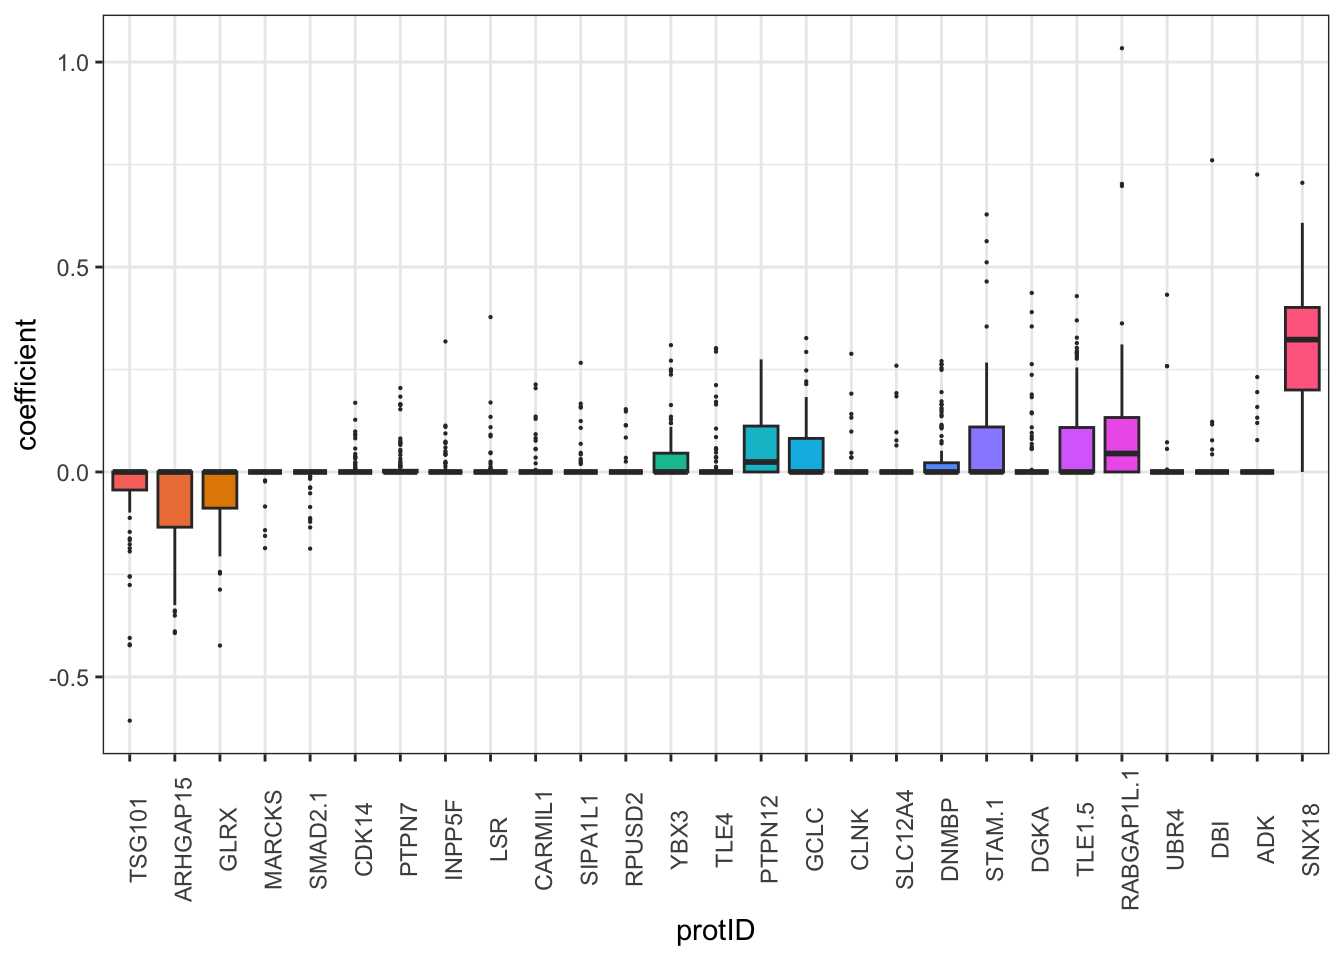 1.0
0.5
0.0
-0.5
coefficient
TSG101
ARHGAP15
GLRX
MARCKS
SMAD2.1
CDK14
PTPN7
INPP5F
LSR
CARMIL1
SIPA1L1
RPUSD2
YBX3
TLE4
PTPN12
GCLC
CLNK
SLC12A4
DNMBP
STAM.1
DGKA
TLE1.5
RABGAP1L.1
UBR4
DBI
ADK
SNX18
protID